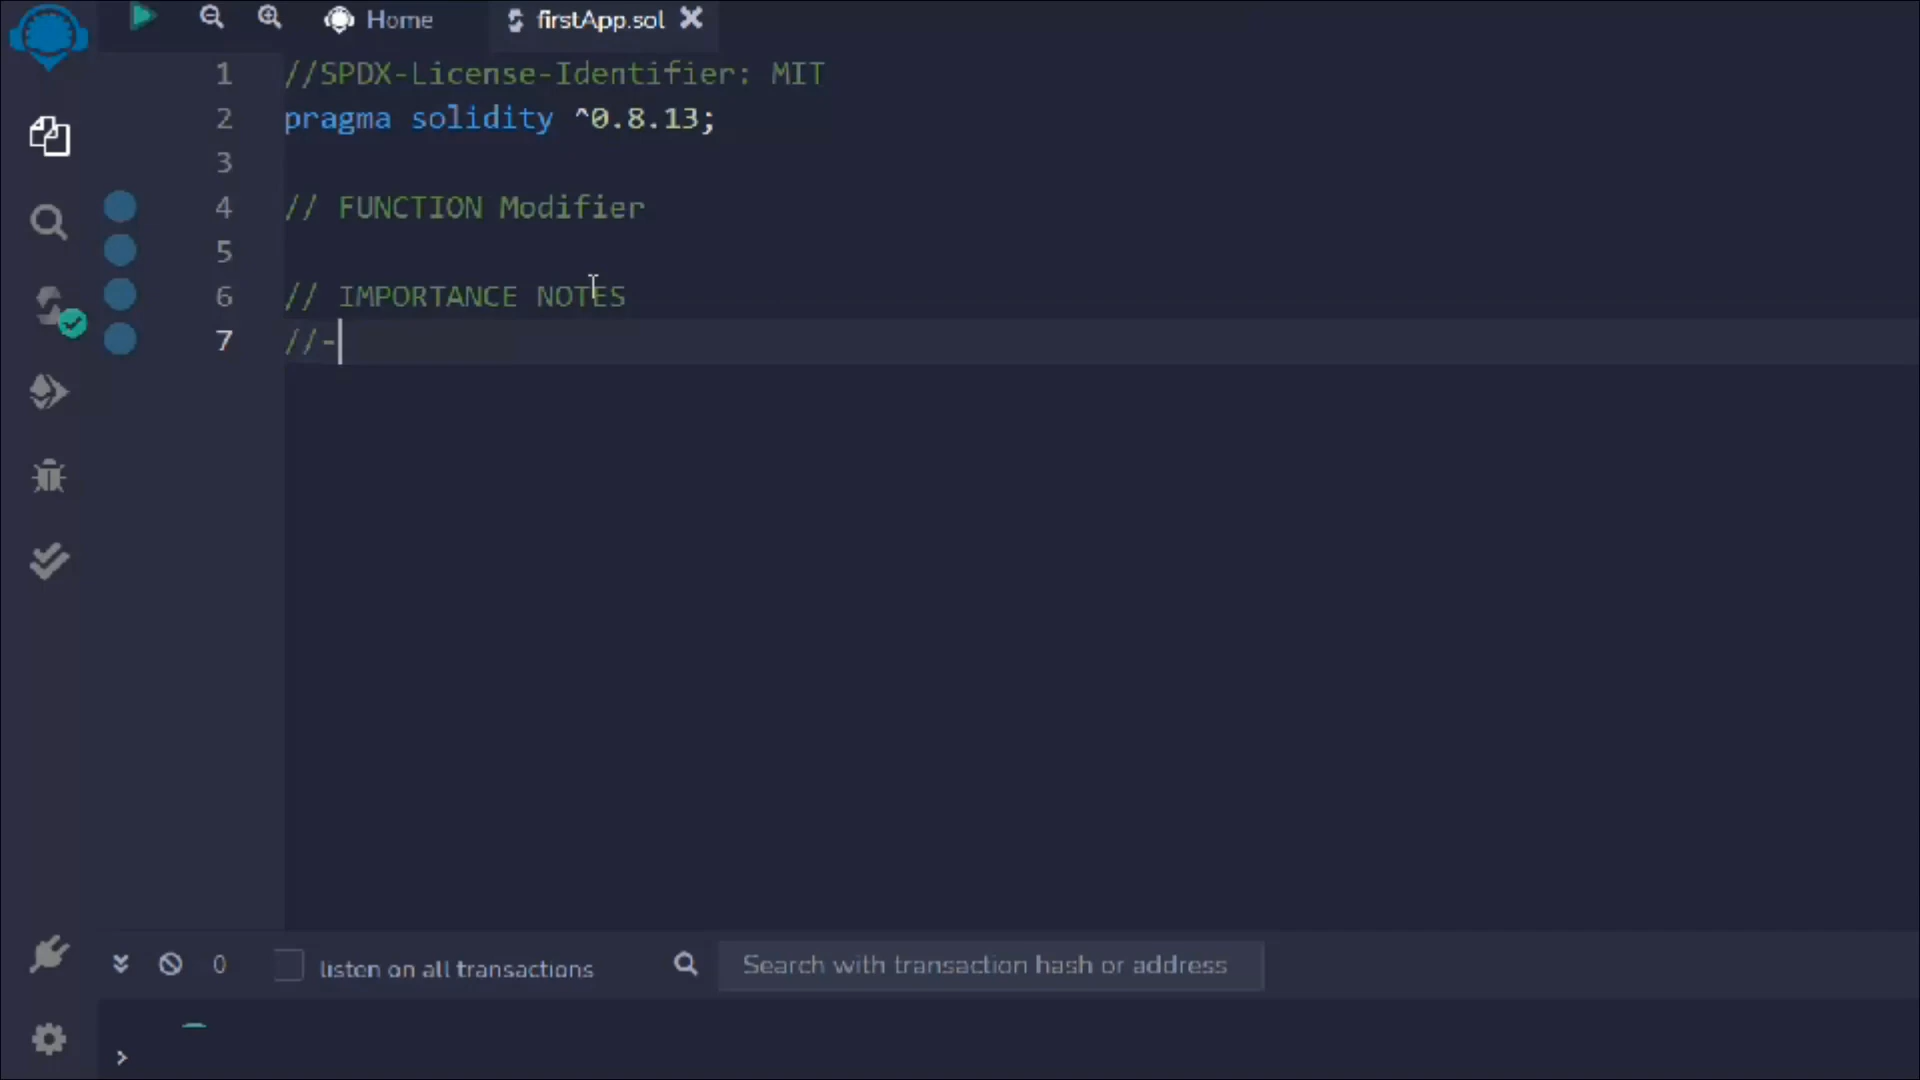 Home
firstApp.sol
1 //SPDX-License-Identifier: MIT
2 pragma solidity ^0.8.13;
3
4 // FUNCTION Modifier
5
6 // IMPORTANCE NOTES
7 //-
0
listen on all transactions
Search with transaction hash or address
>